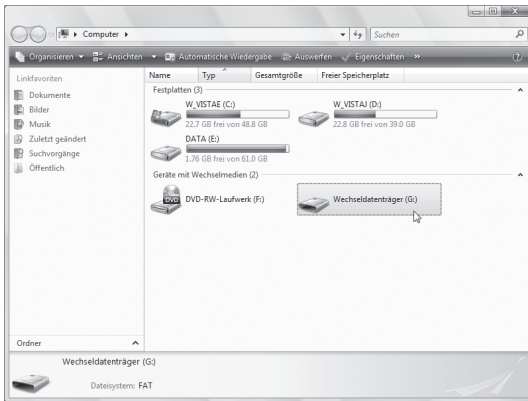 Computer
Suchen
Organisieren Ansichten Automatische Wiedergabe Auswerfen Eigenschaften »
Linkfavoriten
Dokumente
Bilder
Musik
Zuletzt geändert
Suchvorgänge
Öffentlich
Ordner
Name Typ Gesamtgröße Freier Speicherplatz
Festplatten (3)
W_VISTAE (C:) W_VISTAJ (D:)
22.7 GB frei von 48.8 GB 22.8 GB frei von 39.0 GB
DATA (E:)
1.76 GB frei von 61.0 GB
Geräte mit Wechselmedien (2)
DVD DVD-RW-Laufwerk (F:) Wechseldatenträger (G:)
Wechseldatenträger (G:)
Dateisystem: FAT